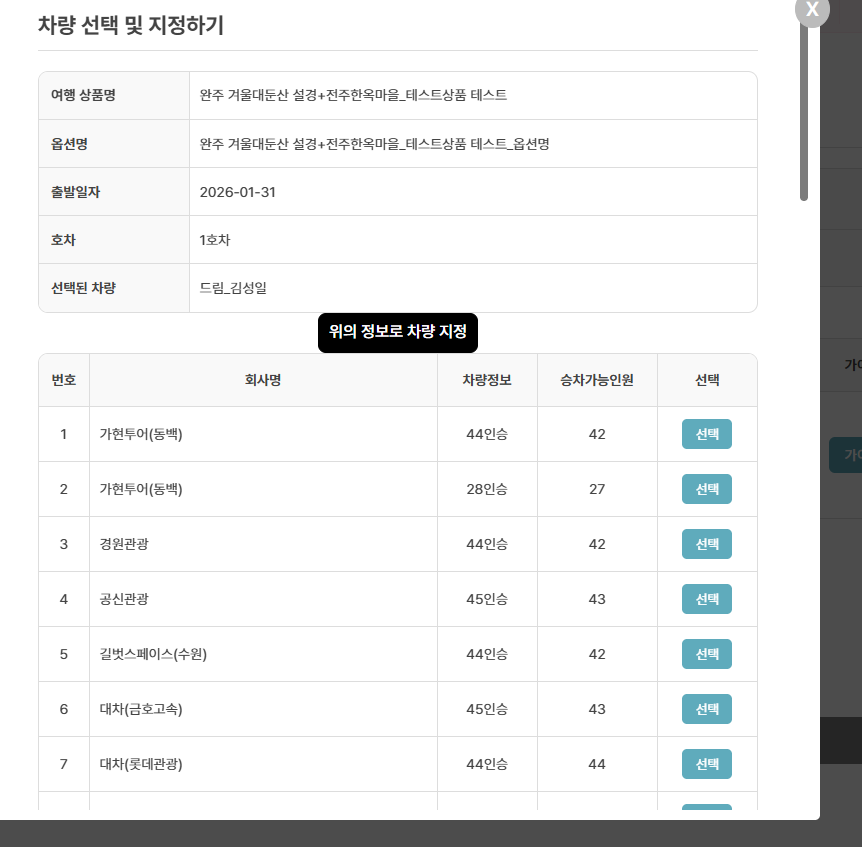 차량 선택 및 지정하기
X
여행 상품명 완주 겨울대둔산 설경+전주한옥마을_테스트상품 테스트
옵션명 완주 겨울대둔산 설경+전주한옥마을_테스트상품 테스트_옵션명
출발일자 2026-01-31
호차 1호차
선택된 차량 드림_김성일
위의 정보로 차량 지정
번호 회사명 차량정보 승차가능인원 선택
1 가현투어(동백) 44인승 42 선택
2 가현투어(동백) 28인승 27 선택
3 경원관광 44인승 42 선택
4 공신관광 45인승 43 선택
5 길벗스페이스(수원) 44인승 42 선택
6 대차(금호고속) 45인승 43 선택
7 대차(롯데관광) 44인승 44 선택